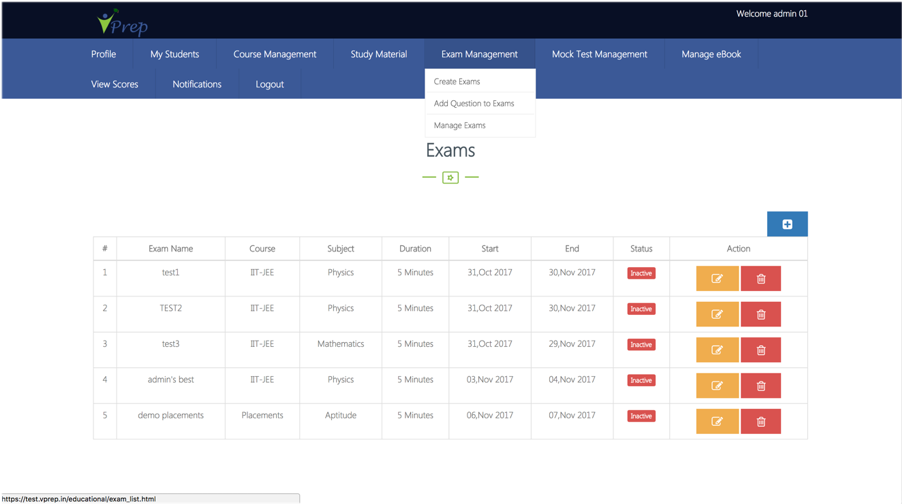 Welcome admin 01
Prep
Profile My Students Course Management Study Material Exam Management Mock Test Management Manage eBook
View Scores Notifications Logout
Create Exams
Add Question to Exams
Manage Exams
Exams
# Exam Name Course Subject Duration Start End Status Action
1 test1 IIT-JEE Physics 5 Minutes 31,Oct 2017 30,Nov 2017 Inactive
2 TEST2 IIT-JEE Physics 5 Minutes 31,Oct 2017 30,Nov 2017 Inactive
3 test3 IIT-JEE Mathematics 5 Minutes 31,Oct 2017 29,Nov 2017 Inactive
4 admin's best IIT-JEE Physics 5 Minutes 03,Nov 2017 04,Nov 2017 Inactive
5 demo placements Placements Aptitude 5 Minutes 06,Nov 2017 07,Nov 2017 Inactive
https://test.vprep.in/educational/exam_list.html